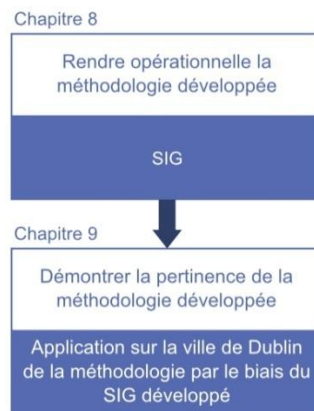 Chapitre 8
Rendre opérationnelle la
méthodologie développée
SIG
Chapitre 9
Démontrer la pertinence de la
méthodologie développée
Application sur la ville de Dublin
de la méthodologie par le biais du
SIG développé